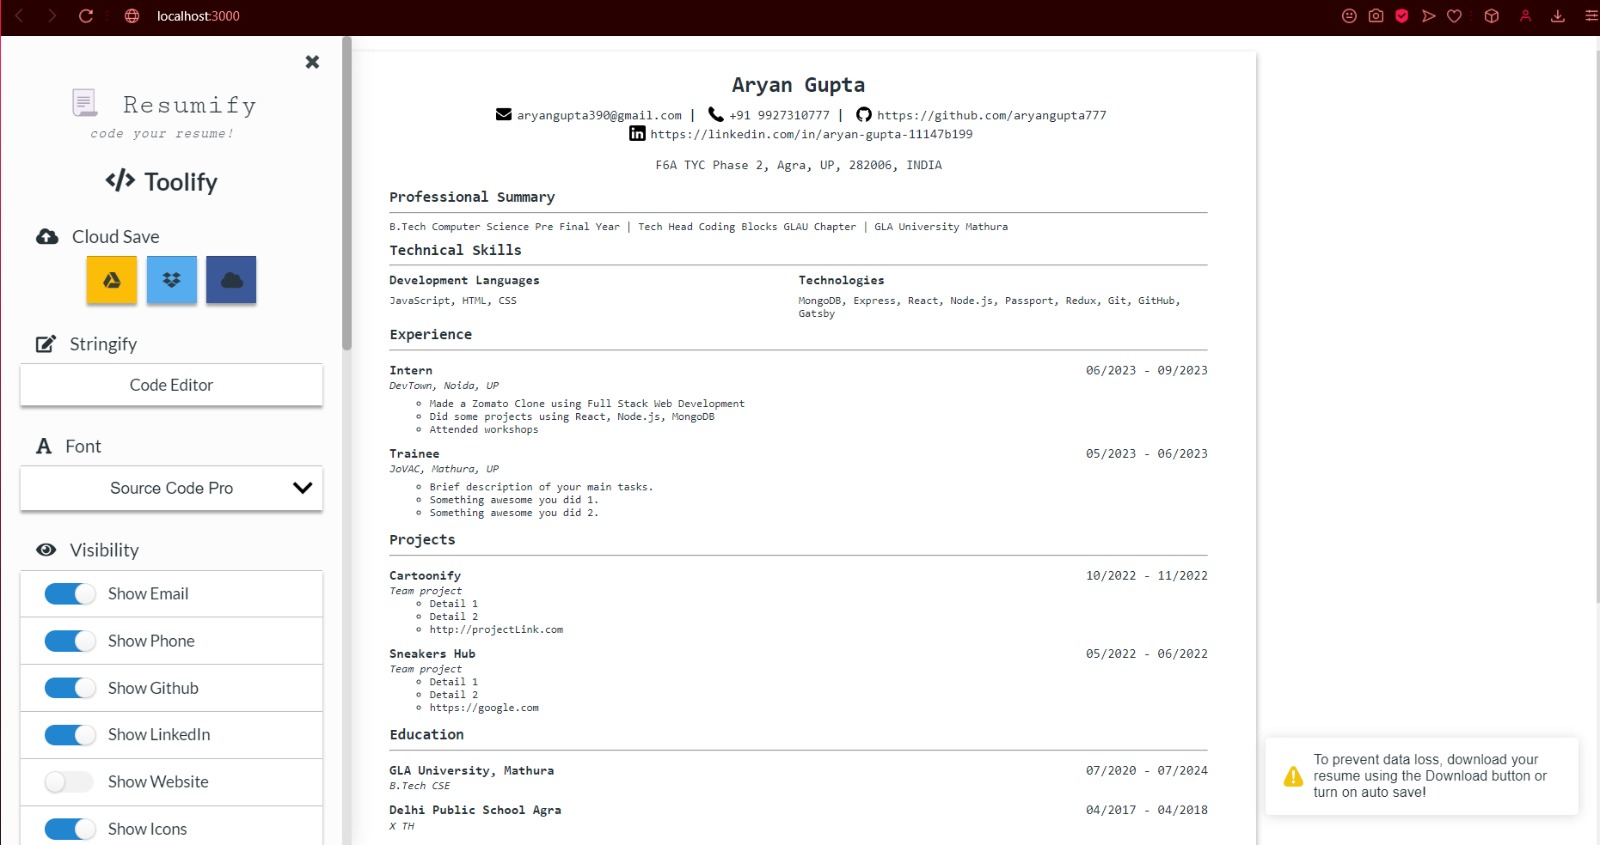 localhost:3000
Resumify
code your resume!
</> Toolify
Cloud Save
Stringify
Code Editor
A Font
Source Code Pro
Visibility
Show Email
Show Phone
Show Github
Show LinkedIn
Show Website
Show Icons
Aryan Gupta
aryangupta390@gmail.com | +91 9927310777 | https://github.com/aryangupta777
in https://linkedin.com/in/aryan-gupta-11147b199
F6A TYC Phase 2, Agra, UP, 282006, INDIA
Professional Summary
B.Tech Computer Science Pre Final Year | Tech Head Coding Blocks GLAU Chapter | GLA University Mathura
Technical Skills
Development Languages
JavaScript, HTML, CSS
Technologies
MongoDB, Express, React, Node.js, Passport, Redux, Git, GitHub,
Gatsby
Experience
Intern 06/2023 - 09/2023
DevTown, Noida, UP
Made a Zomato Clone using Full Stack Web Development
Did some projects using React, Node.js, MongoDB
Attended workshops
Trainee 05/2023 - 06/2023
JoVAC, Mathura, UP
Brief description of your main tasks.
Something awesome you did 1.
Something awesome you did 2.
Projects
Cartoonify 10/2022 - 11/2022
Team project
Detail 1
Detail 2
http://projectLink.com
Sneakers Hub 05/2022 - 06/2022
Team project
Detail 1
Detail 2
https://google.com
Education
GLA University, Mathura 07/2020 - 07/2024
B.Tech CSE
Delhi Public School Agra 04/2017 - 04/2018
X TH
To prevent data loss, download your
resume using the Download button or
turn on auto save!